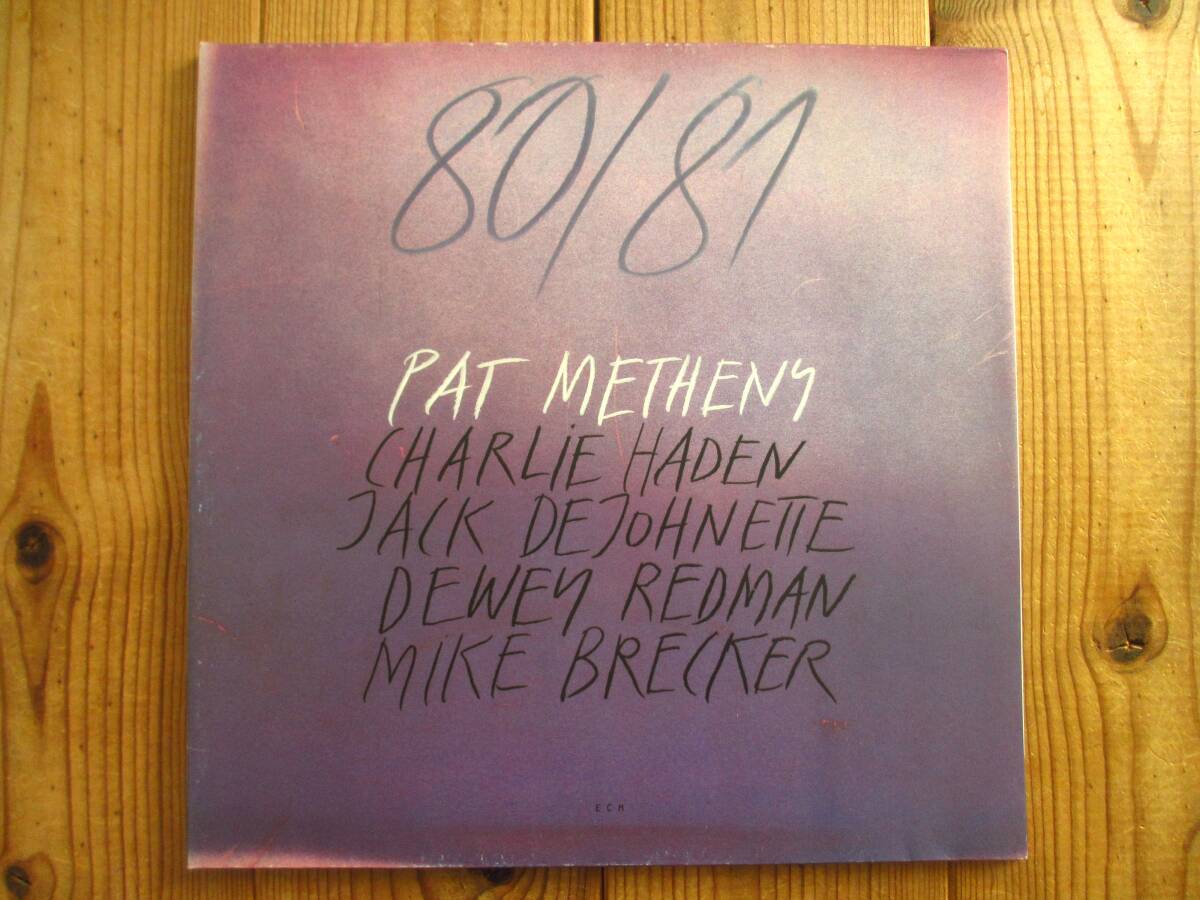 80/81
PAT METHENY
CHARLIE HADEN
JACK DEJOHNETTE
DEWEY REDMAN
MIKE BRECKER
ECM